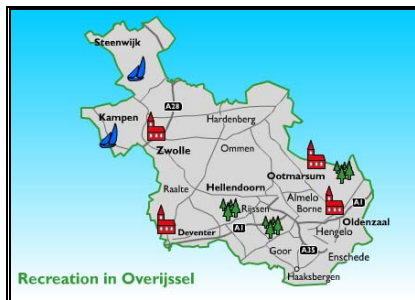 Steenwijk
A28
Kampen
Hardenberg
Zwolle
Ommen
Ootmarsum
Raalte
Hellendoorn
Almelo
Rijssen
Borne
A1
Oldenzaal
Deventer
A1
Hengelo
Goor
A35
Enschede
Haaksbergen
Recreation in Overijssel